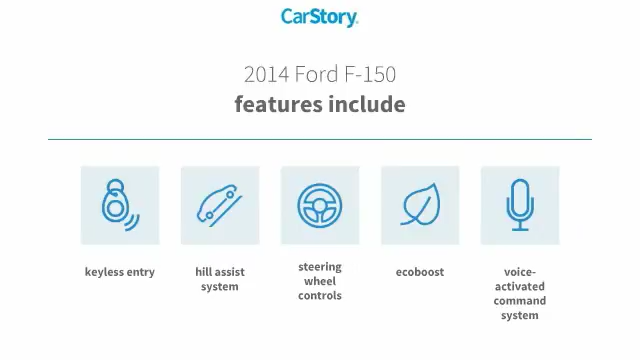 CarStory
2014 Ford F-150
features include
keyless entry
hill assist
system
steering
wheel
controls
ecoboost
voice-
activated
command
system